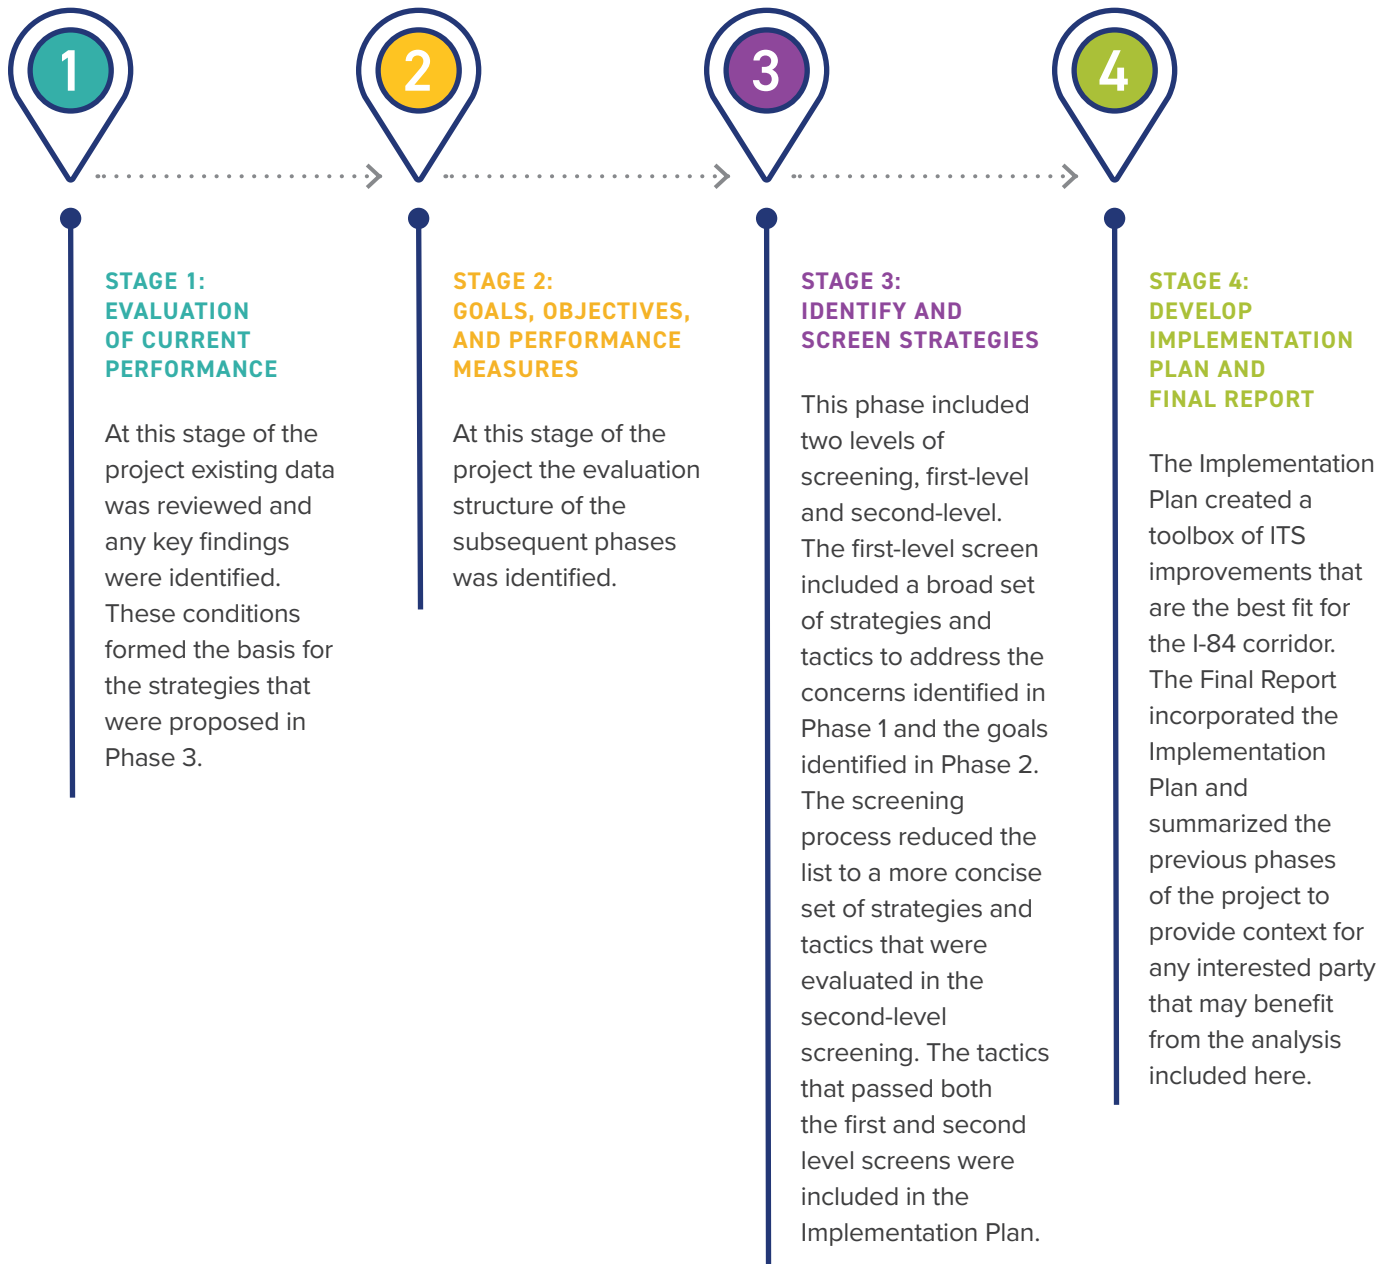 1
2
3
4
STAGE 1:
EVALUATION
OF CURRENT
PERFORMANCE
At this stage of the
project existing data
was reviewed and
any key findings
were identified.
These conditions
formed the basis for
the strategies that
were proposed in
Phase 3.
STAGE 2:
GOALS, OBJECTIVES,
AND PERFORMANCE
MEASURES
At this stage of the
project the evaluation
structure of the
subsequent phases
was identified.
STAGE 3:
IDENTIFY AND
SCREEN STRATEGIES
This phase included
two levels of
screening, first-level
and second-level.
The first-level screen
included a broad set
of strategies and
tactics to address the
concerns identified in
Phase 1 and the goals
identified in Phase 2.
The screening
process reduced the
list to a more concise
set of strategies and
tactics that were
evaluated in the
second-level
screening. The tactics
that passed both
the first and second
level screens were
included in the
Implementation Plan.
STAGE 4:
DEVELOP
IMPLEMENTATION
PLAN AND
FINAL REPORT
The Implementation
Plan created a
toolbox of ITS
improvements that
are the best fit for
the I-84 corridor.
The Final Report
incorporated the
Implementation
Plan and
summarized the
previous phases
of the project to
provide context for
any interested party
that may benefit
from the analysis
included here.